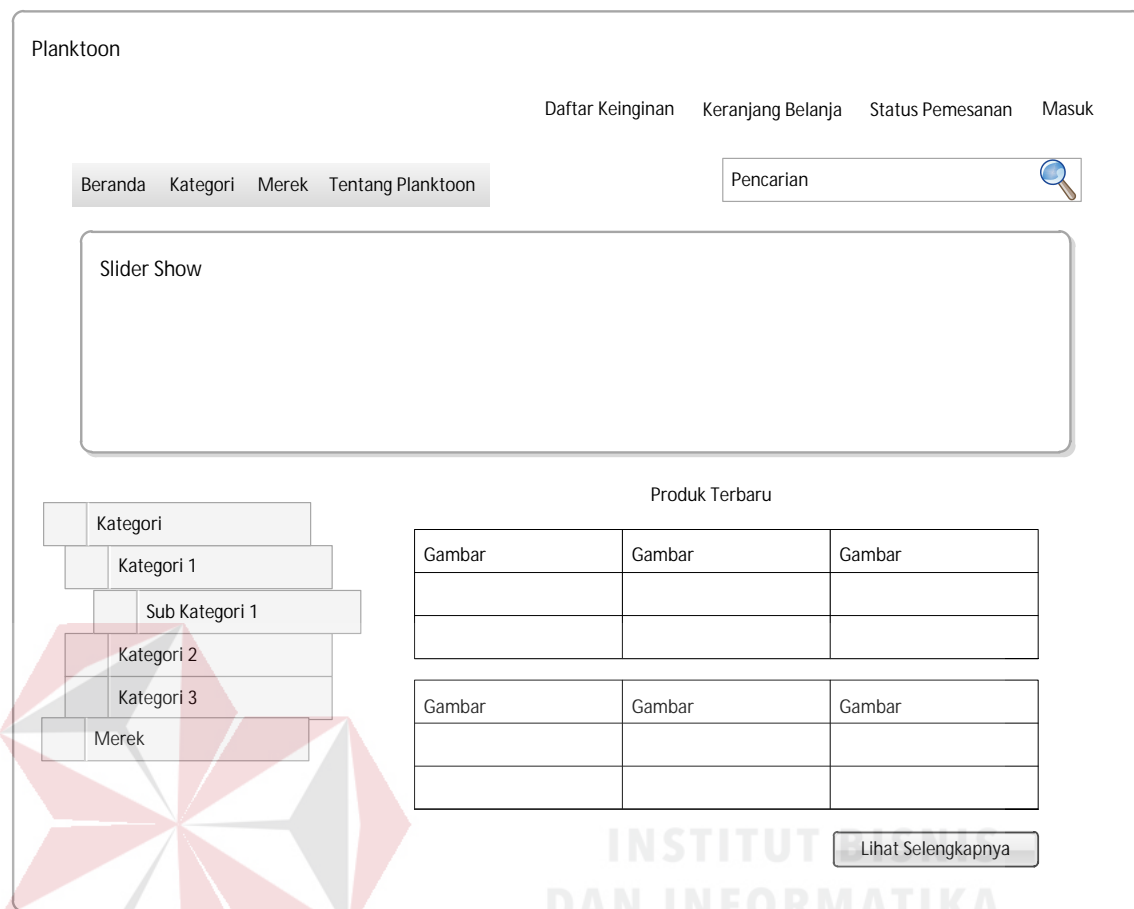 Planktoon
Daftar Keinginan Keranjang Belanja Status Pemesanan Masuk
Beranda Kategori Merek Tentang Planktoon
Pencarian
Slider Show
Produk Terbaru
Kategori
Kategori 1
Sub Kategori 1
Kategori 2
Kategori 3
Merek
Gambar Gambar Gambar
Gambar Gambar Gambar
Lihat Selengkapnya
INSTITUT BISNIS
DAN INFORMATIKA